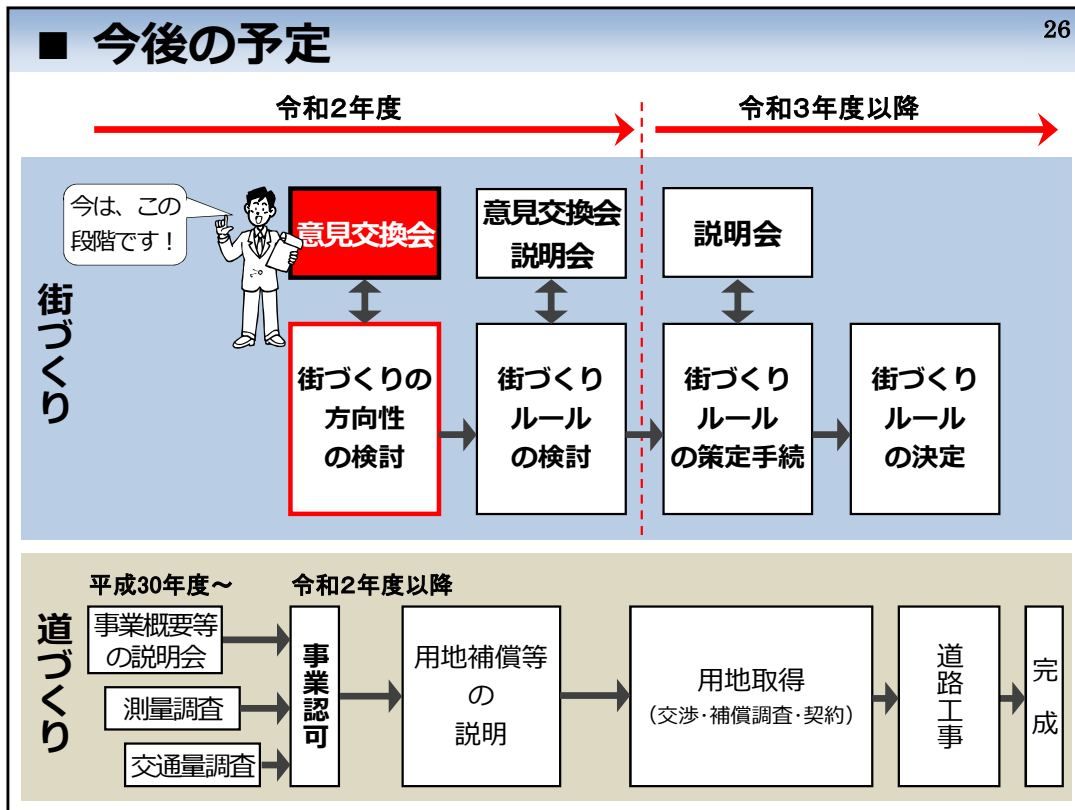 ■ 今後の予定
26
令和2年度
令和3年度以降
街づくり
今は、この
段階です！
意見交換会
意見交換会
説明会
説明会
街づくりの
方向性
の検討
街づくり
ルール
の検討
街づくり
ルール
の策定手続
街づくり
ルール
の決定
道づくり
平成30年度～
令和2年度以降
事業概要等
の説明会
測量調査
交通量調査
事業認可
用地補償等
の
説明
用地取得
（交渉・補償調査・契約）
道路工事
完成